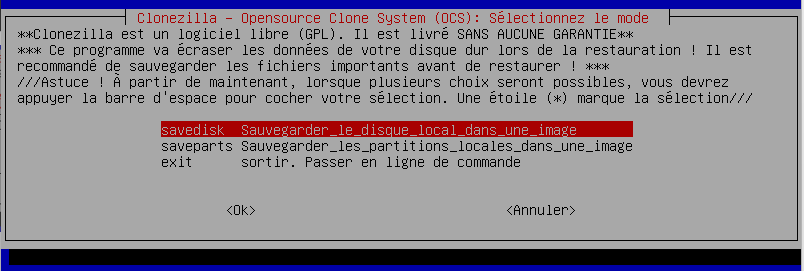 Clonezilla - Opensource Clone System (OCS): Sélectionnez le mode
**Clonezilla est un logiciel libre (GPL). Il est livré SANS AUCUNE GARANTIE**
*** Ce programme va écraser les données de votre disque dur lors de la restauration ! Il est
recommandé de sauvegarder les fichiers importants avant de restaurer ! ***
///Astuce ! À partir de maintenant, lorsque plusieurs choix seront possibles, vous devrez
appuyer la barre d'espace pour cocher votre sélection. Une étoile (*) marque la sélection///
savedisk Sauvegarder_le_disque_local_dans_une_image
saveparts Sauvegarder_les_partitions_locales_dans_une_image
exit sortir. Passer en ligne de commande
<Ok> <Annuler>